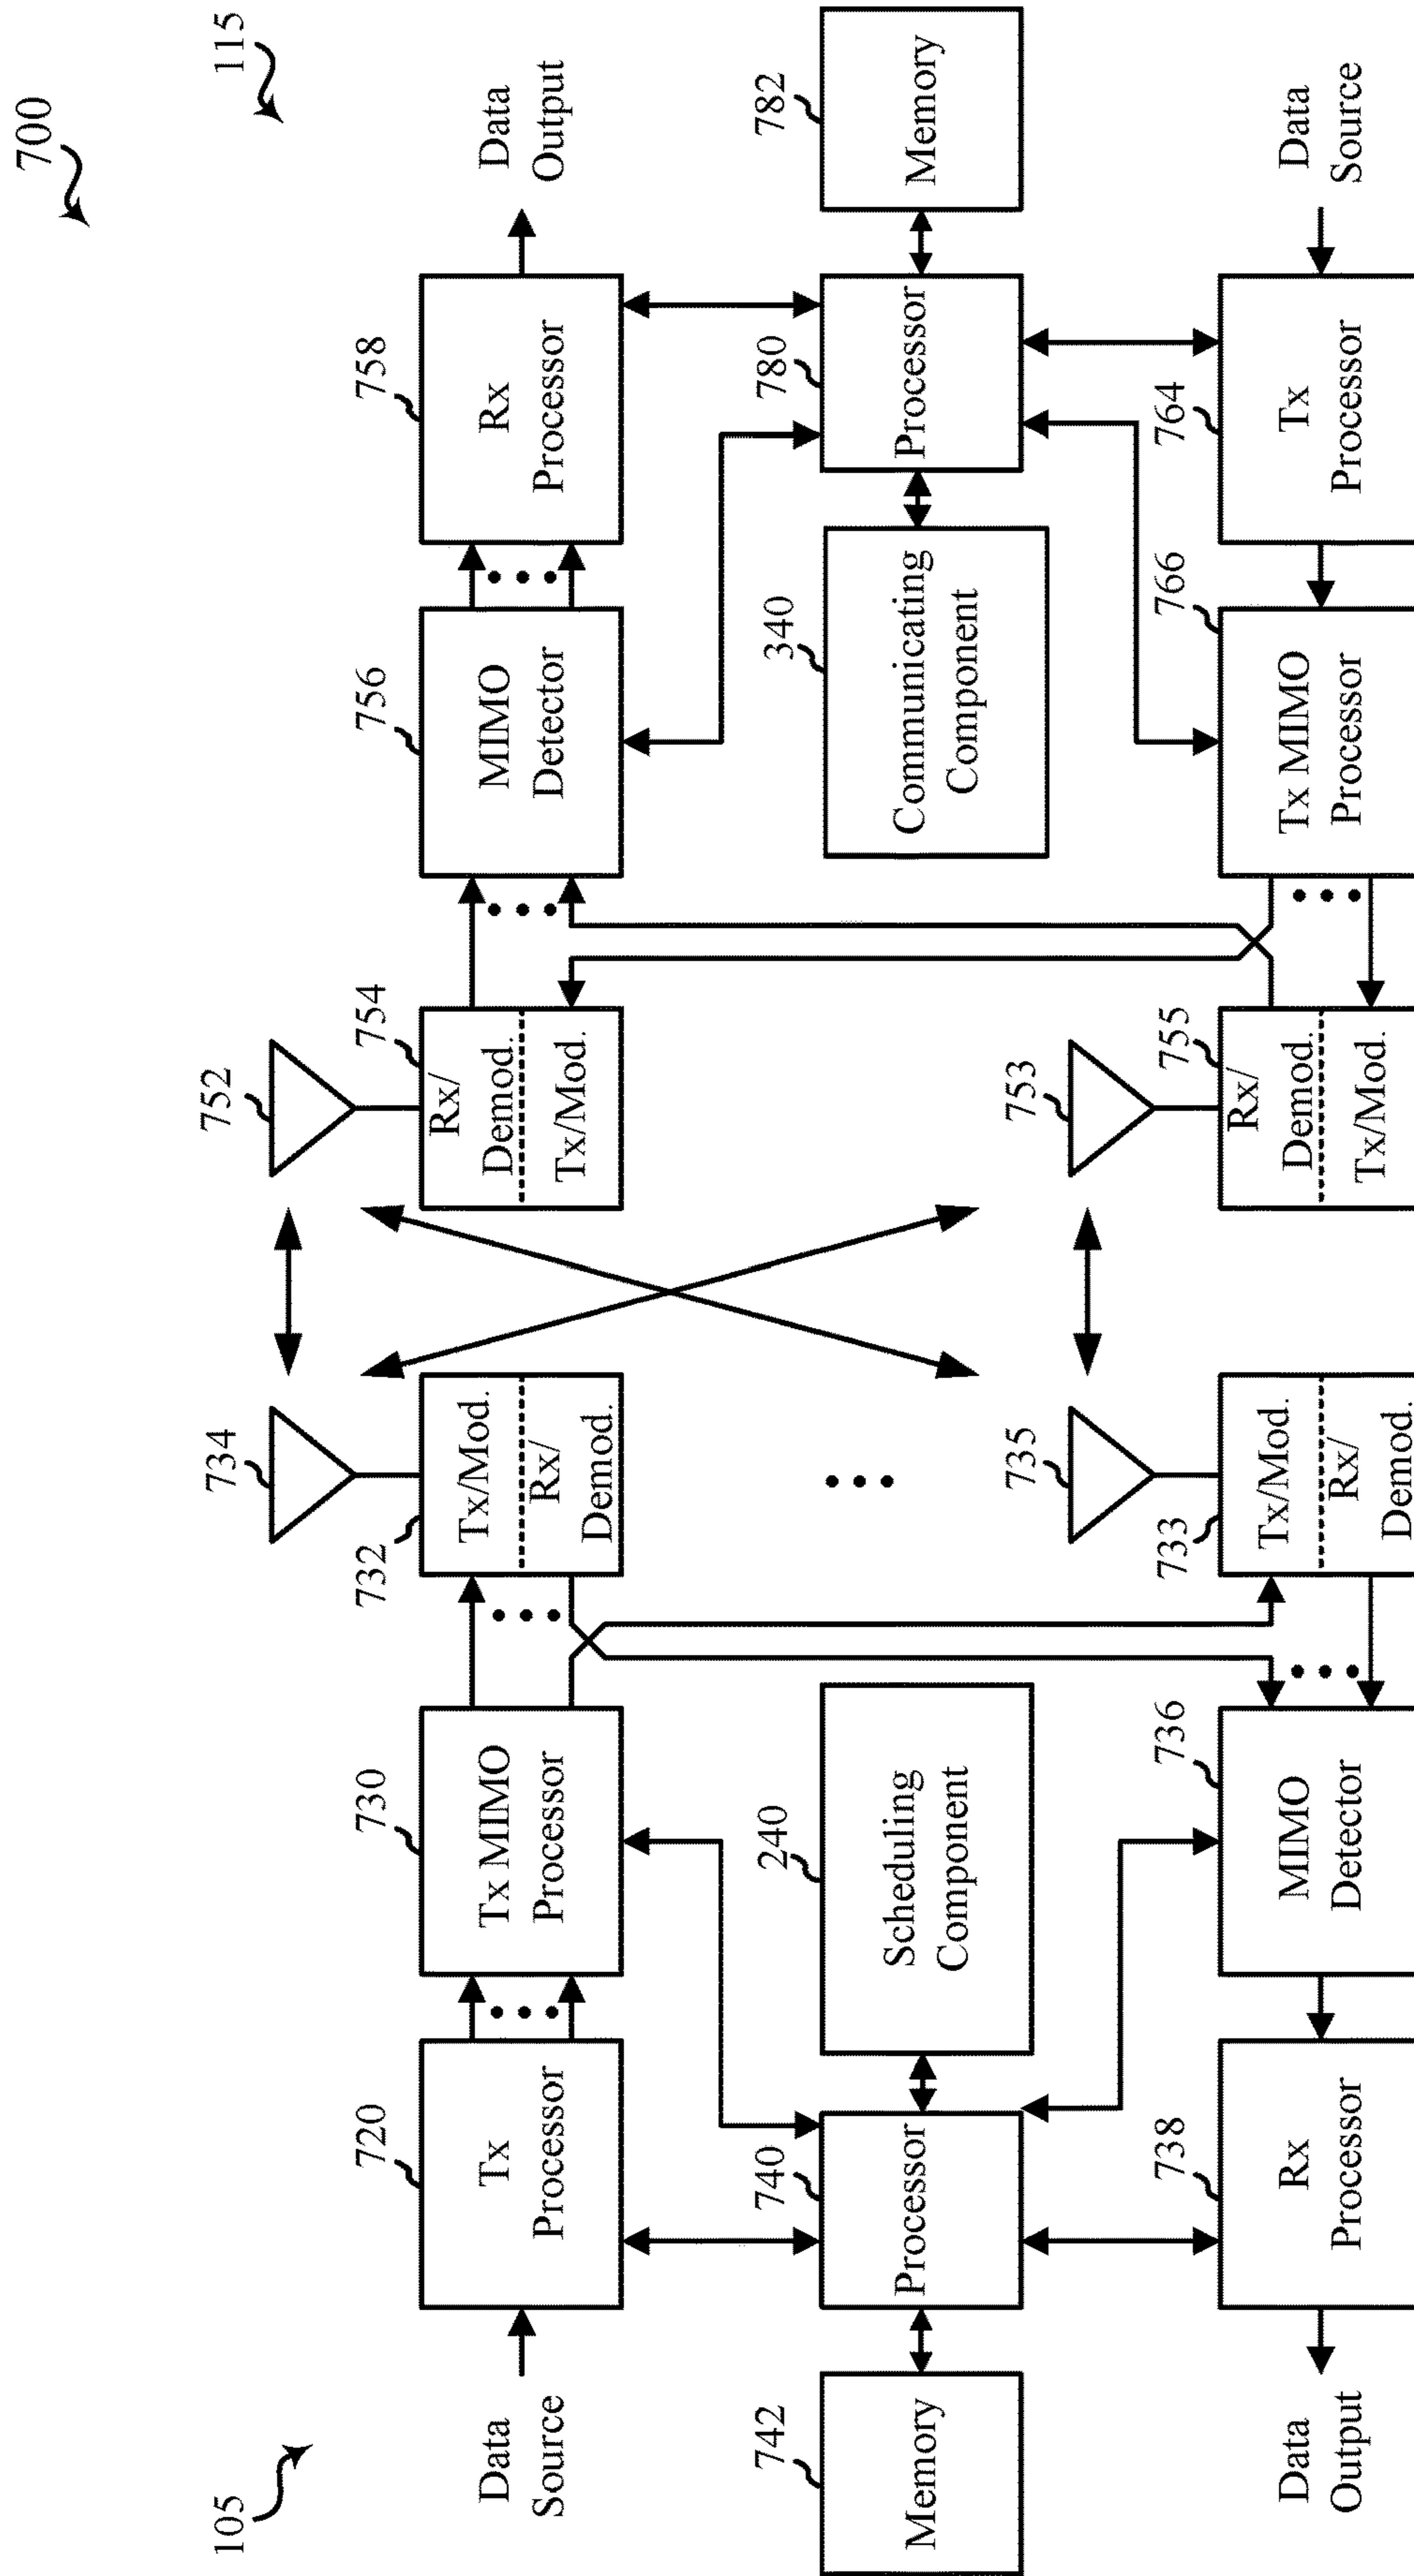 700
105
115
734
752
Data
Source
720
Tx
Processor
730
Tx MIMO
Processor
732
Tx/Mod.
Rx/
Demod.
754
Rx/
Demod.
Tx/Mod.
756
MIMO
Detector
758
Rx
Processor
Data
Output
742
Memory
740
Processor
240
Scheduling
Component
340
Communicating
Component
780
Processor
782
Memory
735
753
Data
Output
738
Rx
Processor
736
MIMO
Detector
733
Tx/Mod.
Rx/
Demod.
755
Rx/
Demod.
Tx/Mod.
766
Tx MIMO
Processor
764
Tx
Processor
Data
Source